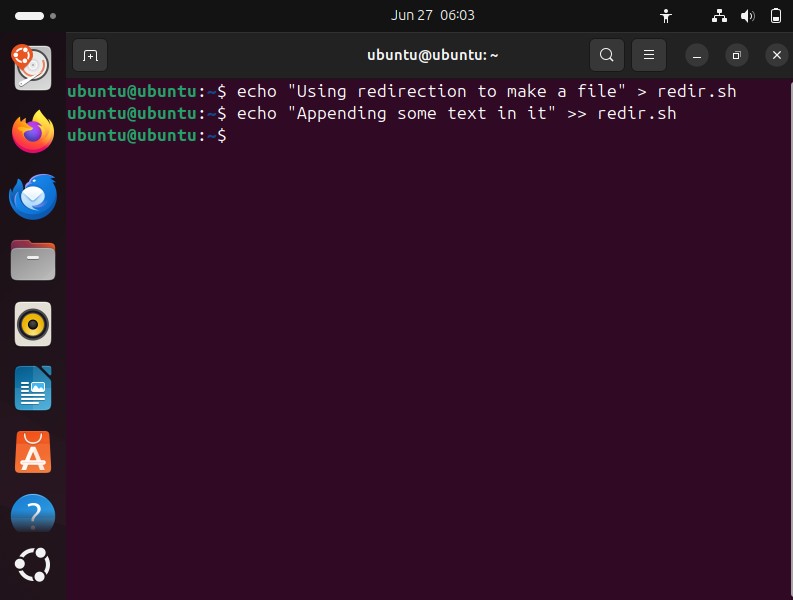 Jun 27 06:03
ubuntu@ubuntu: ~
ubuntu@ubuntu:~$ echo "Using redirection to make a file" > redir.sh
ubuntu@ubuntu:~$ echo "Appending some text in it" >> redir.sh
ubuntu@ubuntu:~$